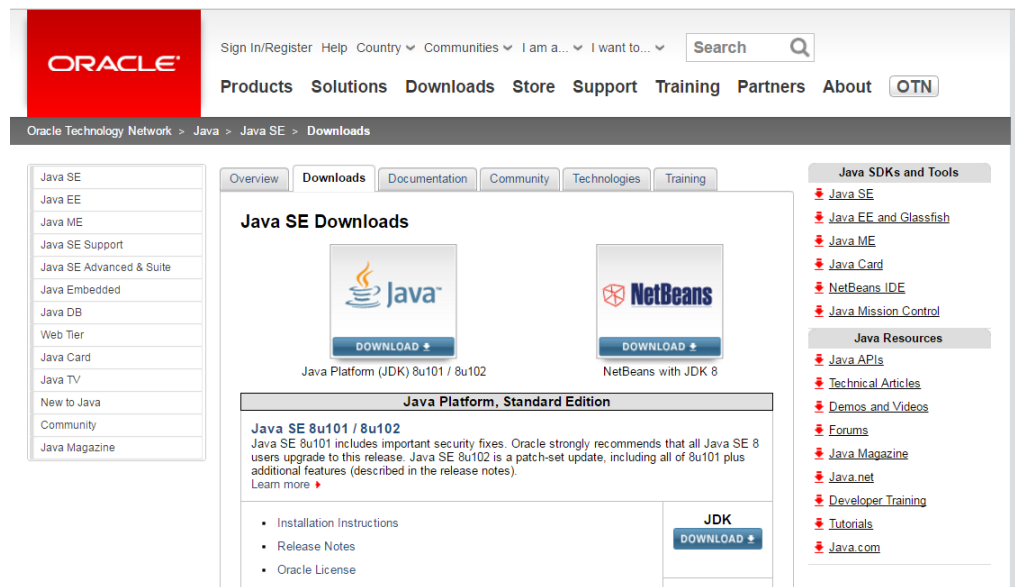 ORACLE
Sign In/Register Help Country Communities I am a... I want to... Search
Products Solutions Downloads Store Support Training Partners About OTN
Oracle Technology Network > Java > Java SE > Downloads
Java SE
Java EE
Java ME
Java SE Support
Java SE Advanced & Suite
Java Embedded
Java DB
Web Tier
Java Card
Java TV
New to Java
Community
Java Magazine
Overview Downloads Documentation Community Technologies Training
Java SE Downloads
Java™
DOWNLOAD
Java Platform (JDK) 8u101 / 8u102
NetBeans
DOWNLOAD
NetBeans with JDK 8
Java Platform, Standard Edition
Java SE 8u101 / 8u102
Java SE 8u101 includes important security fixes. Oracle strongly recommends that all Java SE 8
users upgrade to this release. Java SE 8u102 is a patch-set update, including all of 8u101 plus
additional features (described in the release notes).
Learn more
Installation Instructions
Release Notes
Oracle License
JDK
DOWNLOAD
Java SDKs and Tools
Java SE
Java EE and Glassfish
Java ME
Java Card
NetBeans IDE
Java Mission Control
Java Resources
Java APIs
Technical Articles
Demos and Videos
Forums
Java Magazine
Java.net
Developer Training
Tutorials
Java.com